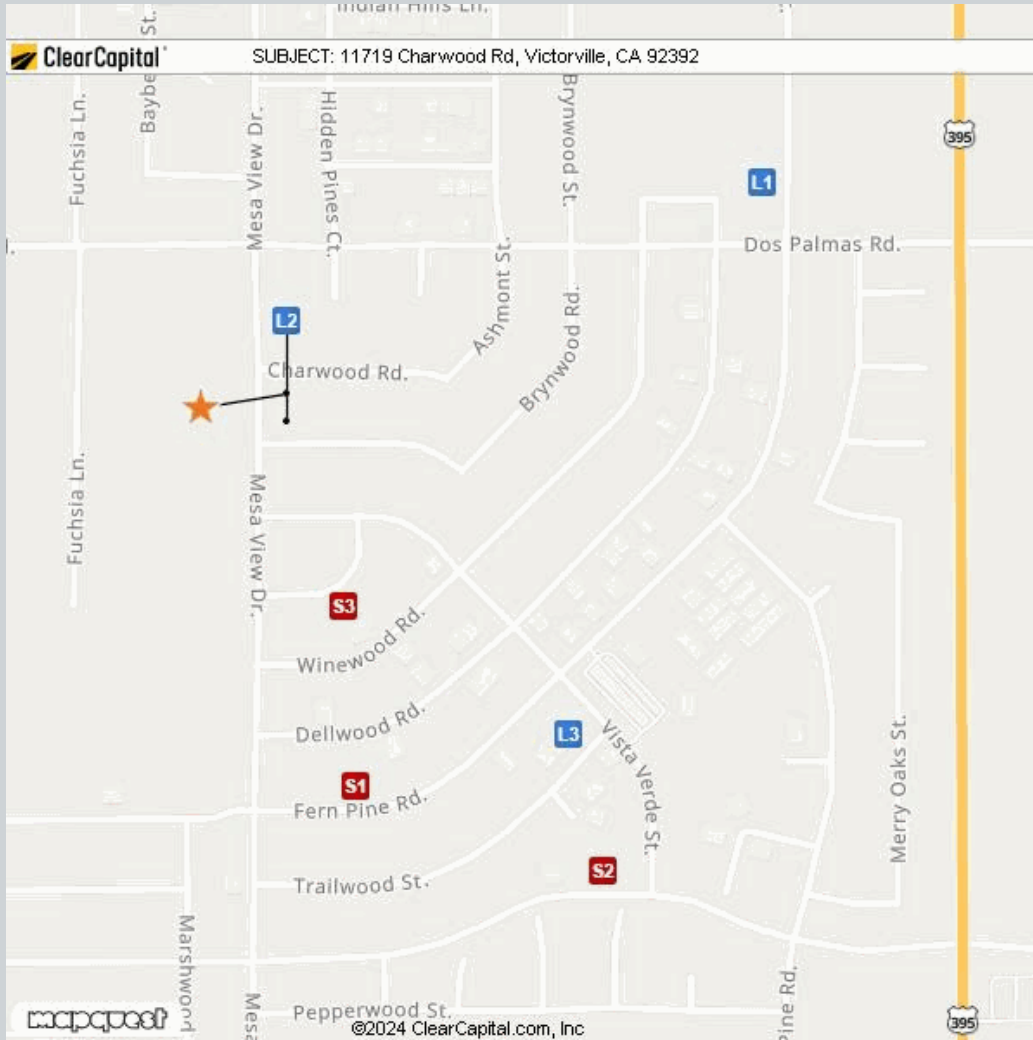 Indian Hills Ln.
ClearCapital
SUBJECT: 11719 Charwood Rd, Victorville, CA 92392
St.
Fuchsia Ln.
Mesa View Dr.
Hidden Pines Ct.
Brynwood St.
395
L1
Dos Palmas Rd.
Ashmont St.
L2
Brynwood Rd.
Charwood Rd.
Fuchsia Ln.
Mesa View Dr.
S3
Winewood Rd.
Dellwood Rd.
L3
Vista Verde St.
Merry Oaks St.
S1
Fern Pine Rd.
S2
Trailwood St.
Marshwood
Mesa
Pine Rd.
Pepperwood St.
mapquest
©2024 ClearCapital.com, Inc
395